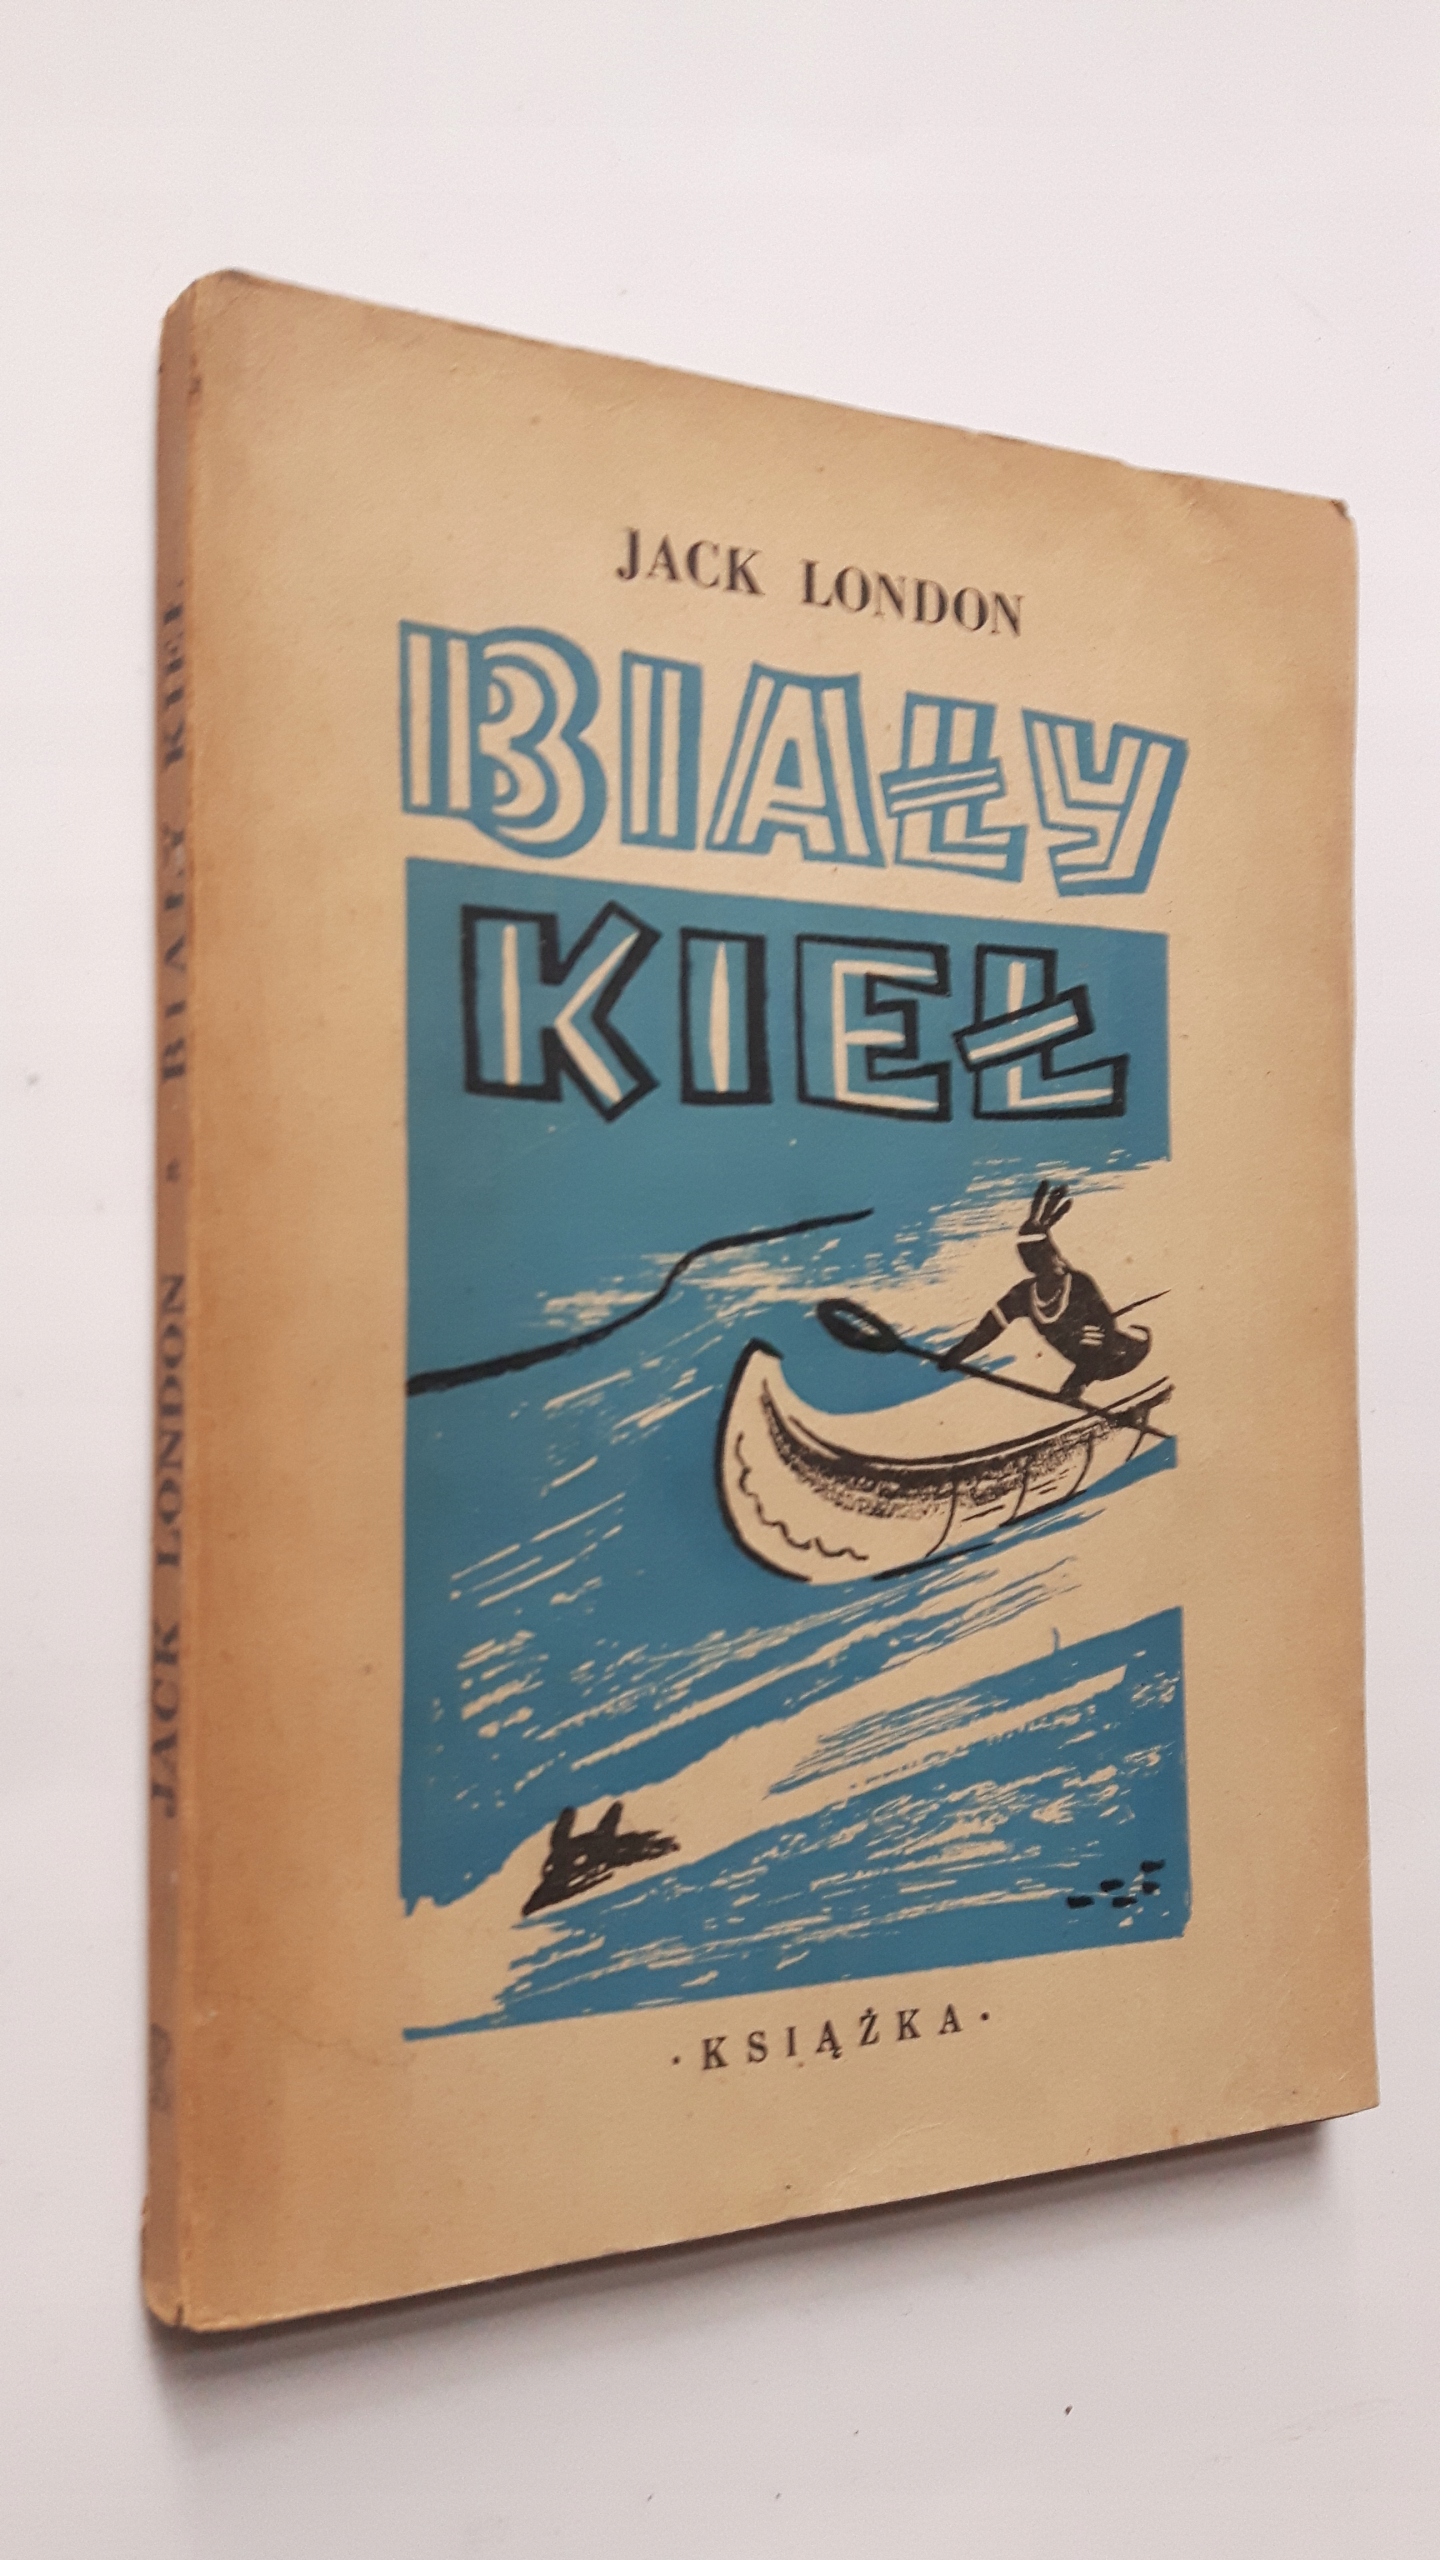 JACK LONDON
BIAŁY
KIEŁ
· KSIĄŻKA ·
JACK LONDON • BIAŁY KIEŁ